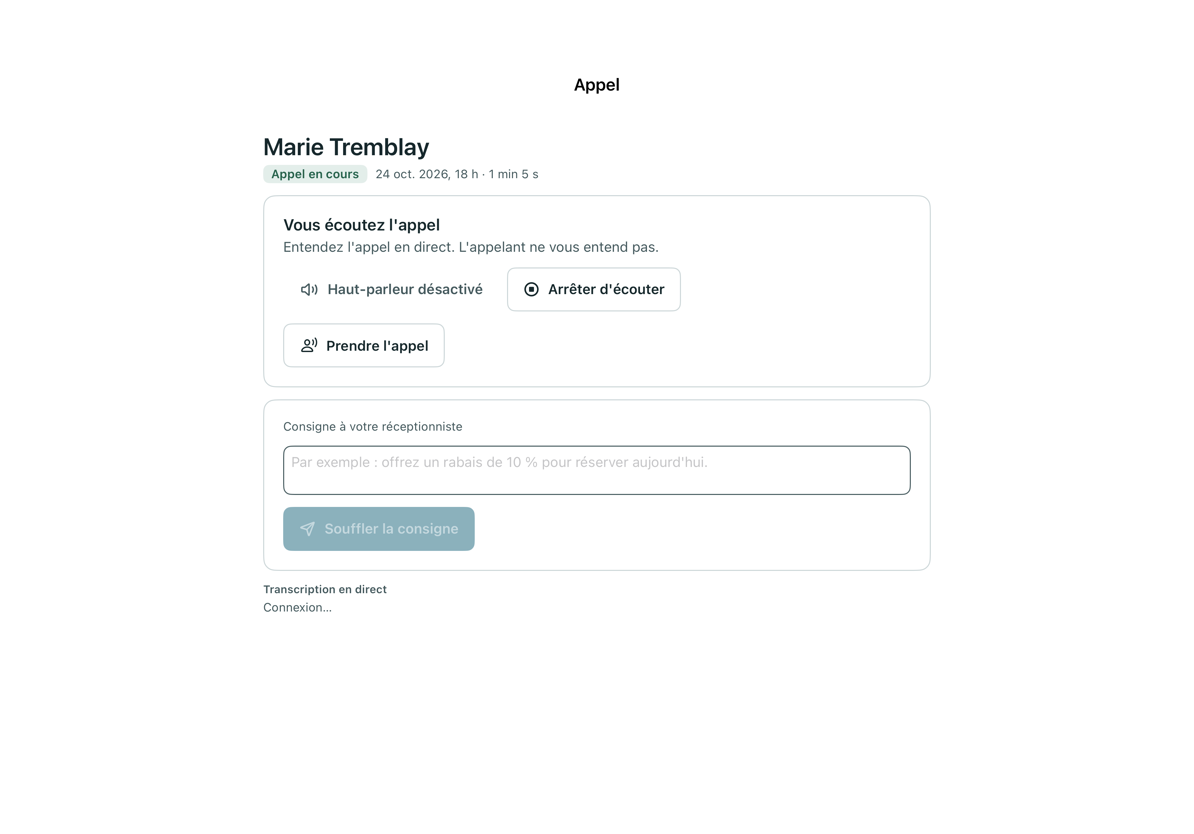 Appel
Marie Tremblay
Appel en cours 24 oct. 2026, 18 h · 1 min 5 s
Vous écoutez l'appel
Entendez l'appel en direct. L'appelant ne vous entend pas.
Haut-parleur désactivé Arrêter d'écouter
Prendre l'appel
Consigne à votre réceptionniste
Par exemple : offrez un rabais de 10 % pour réserver aujourd'hui.
Souffler la consigne
Transcription en direct
Connexion...